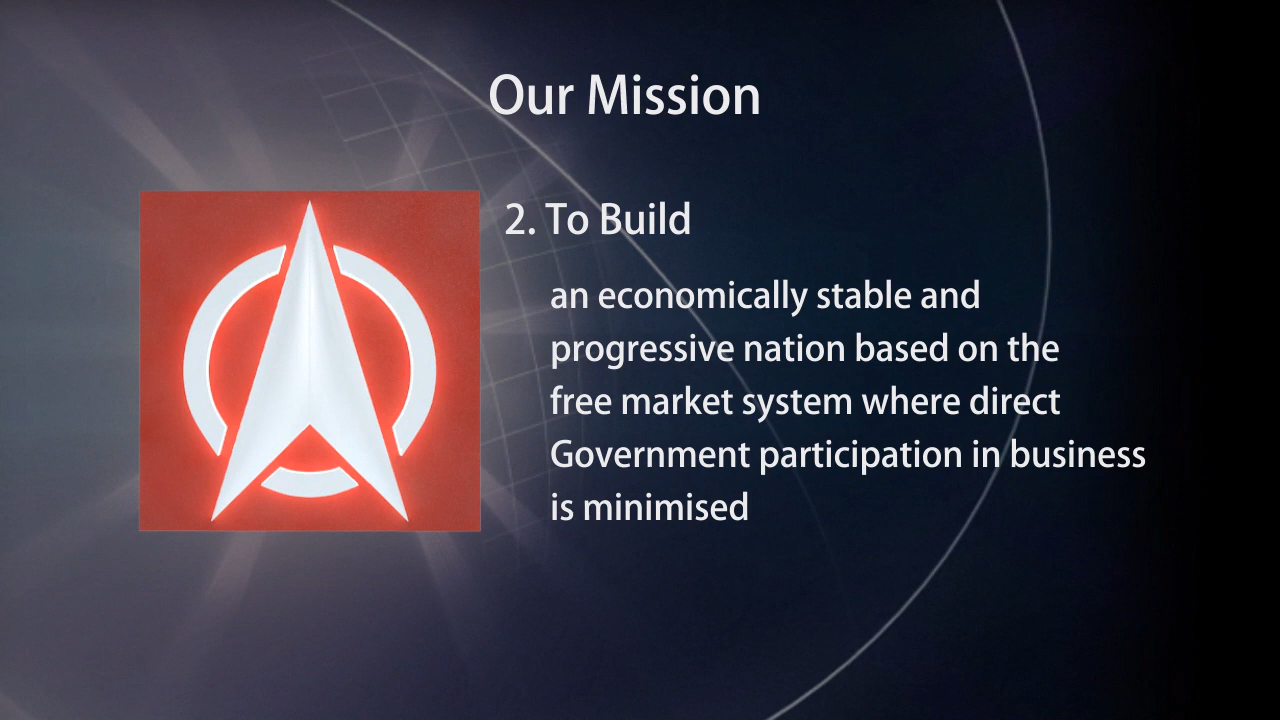 Our Mission
2. To Build
an economically stable and
progressive nation based on the
free market system where direct
Government participation in business
is minimised